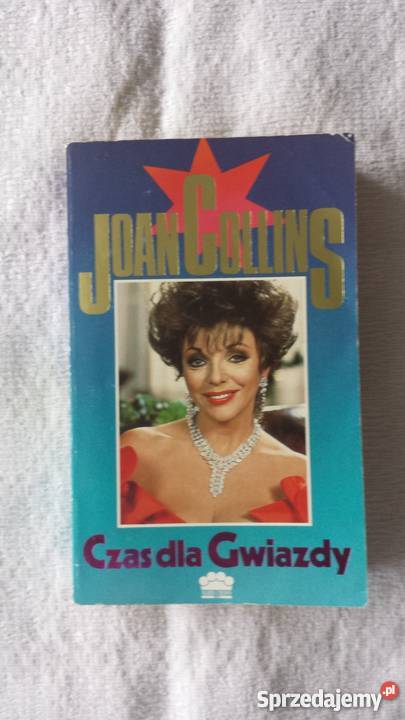 JOAN COLLINS
Czas dla Gwiazdy
Sprzedajemy.pl